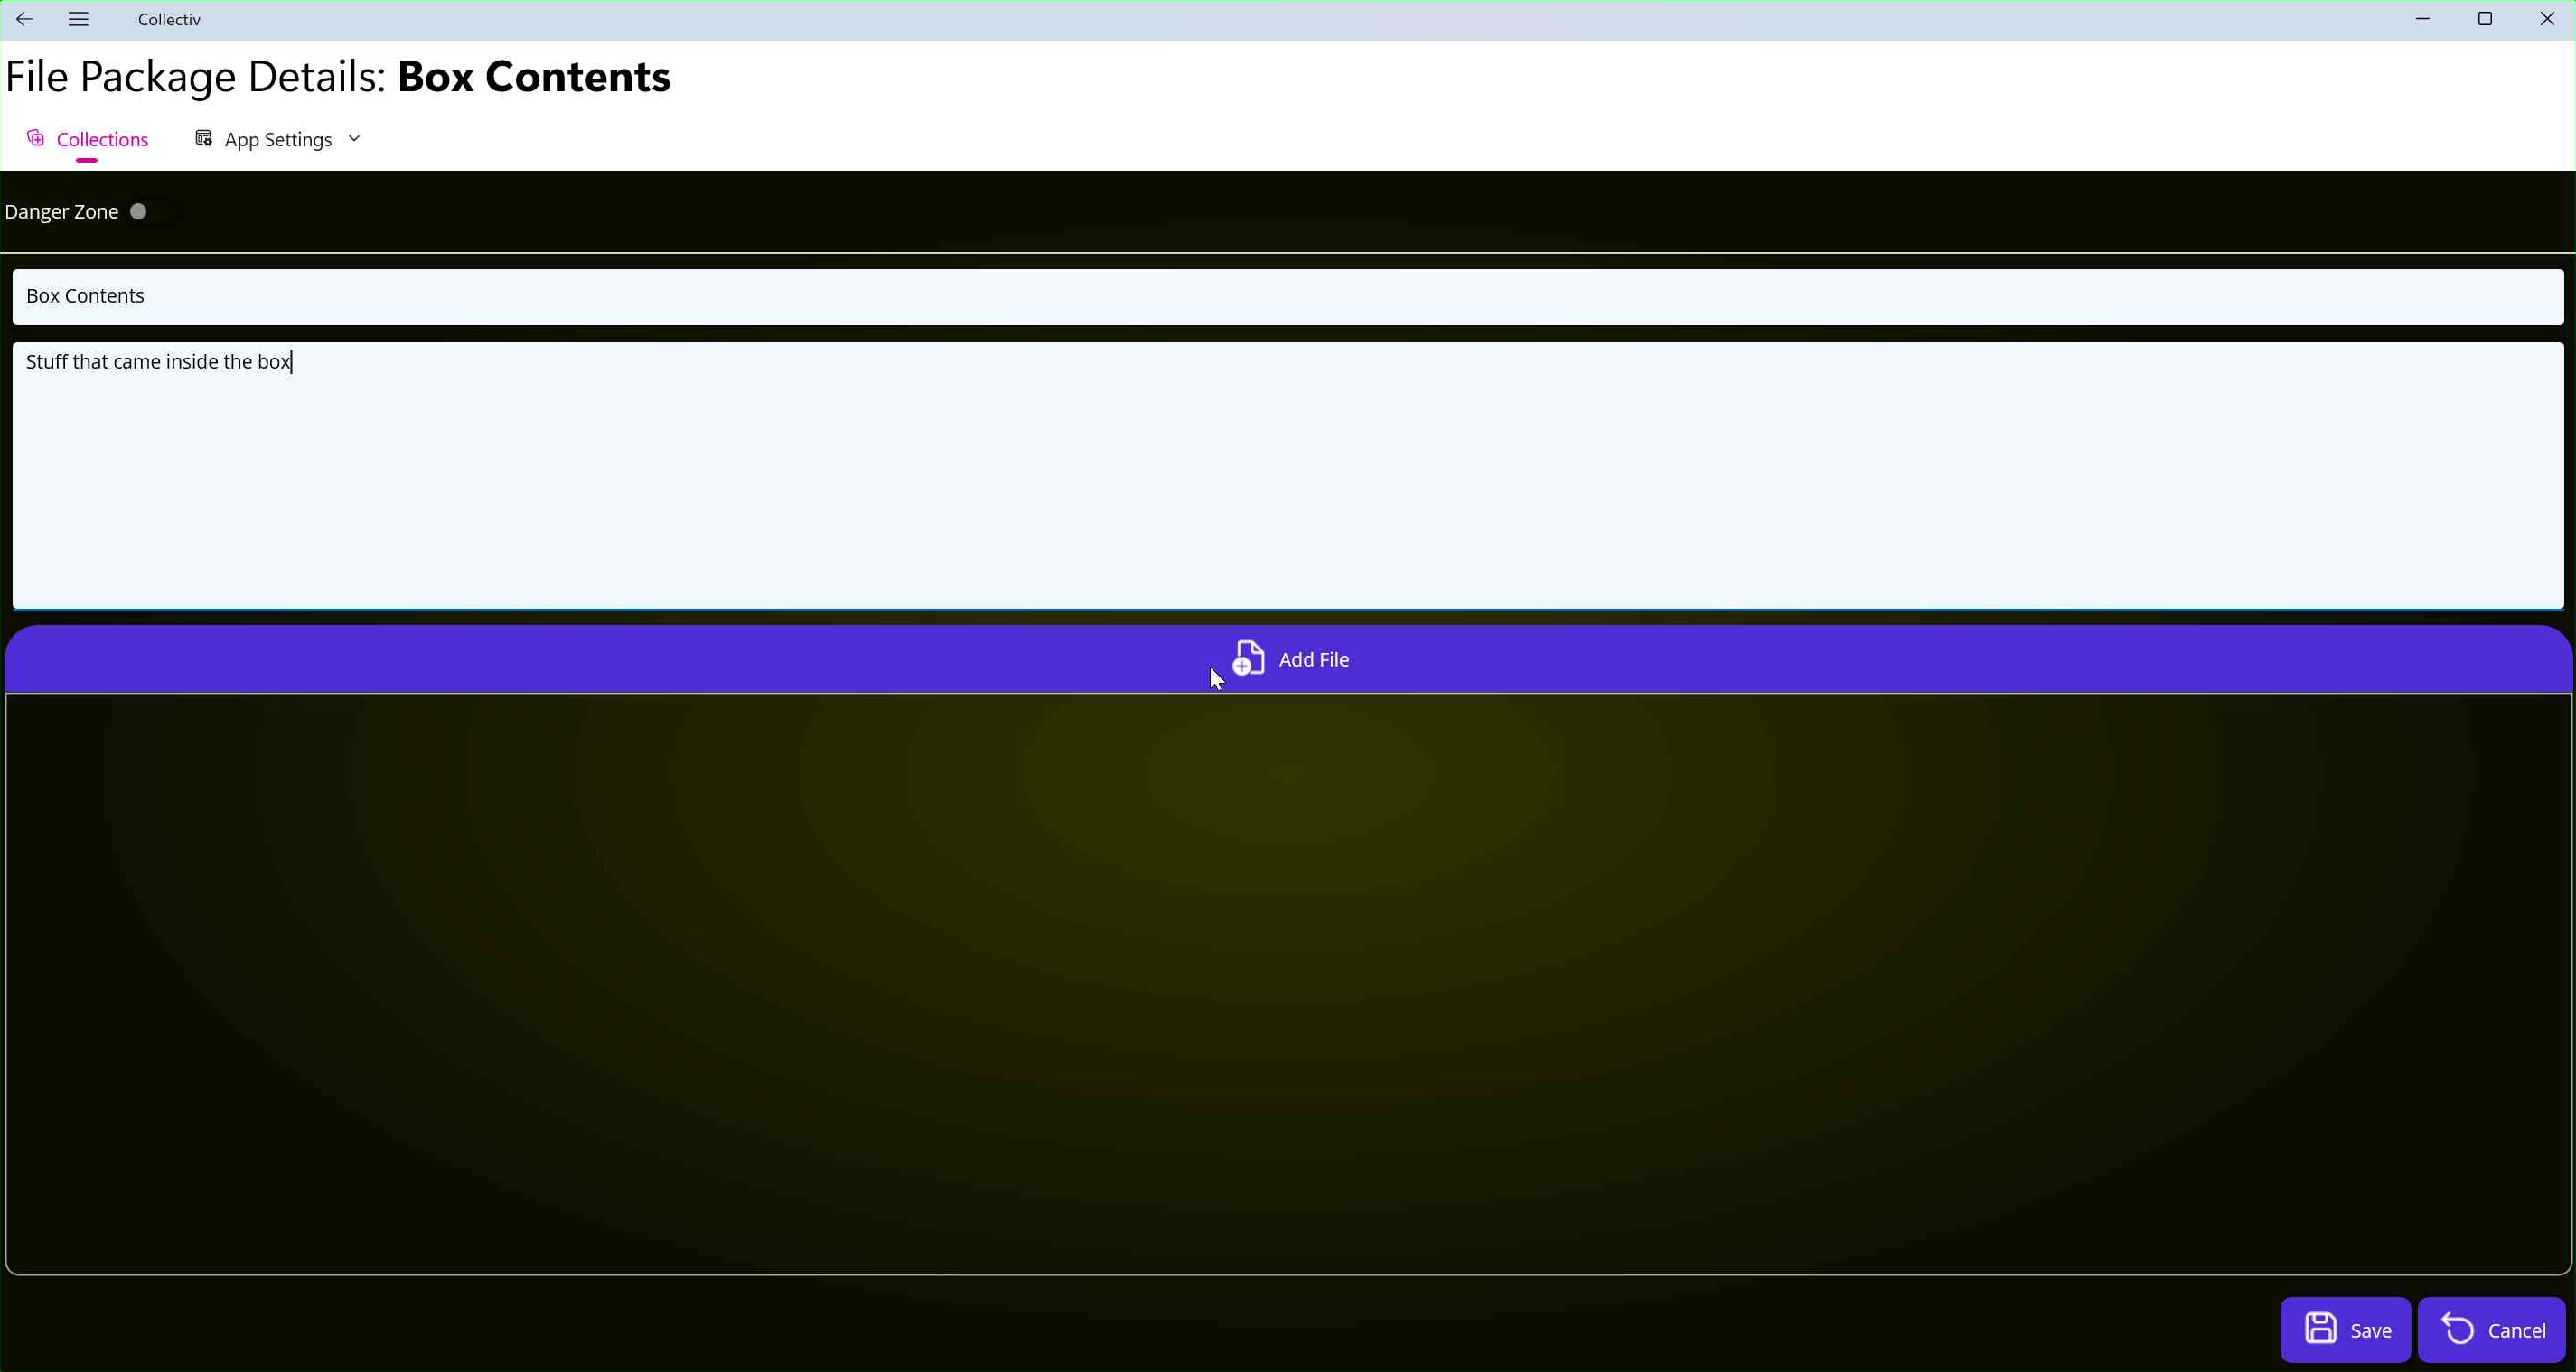 Collectiv
File Package Details: Box Contents
Collections
App Settings
Danger Zone
Box Contents
Stuff that came inside the box
Add File
Save
Cancel